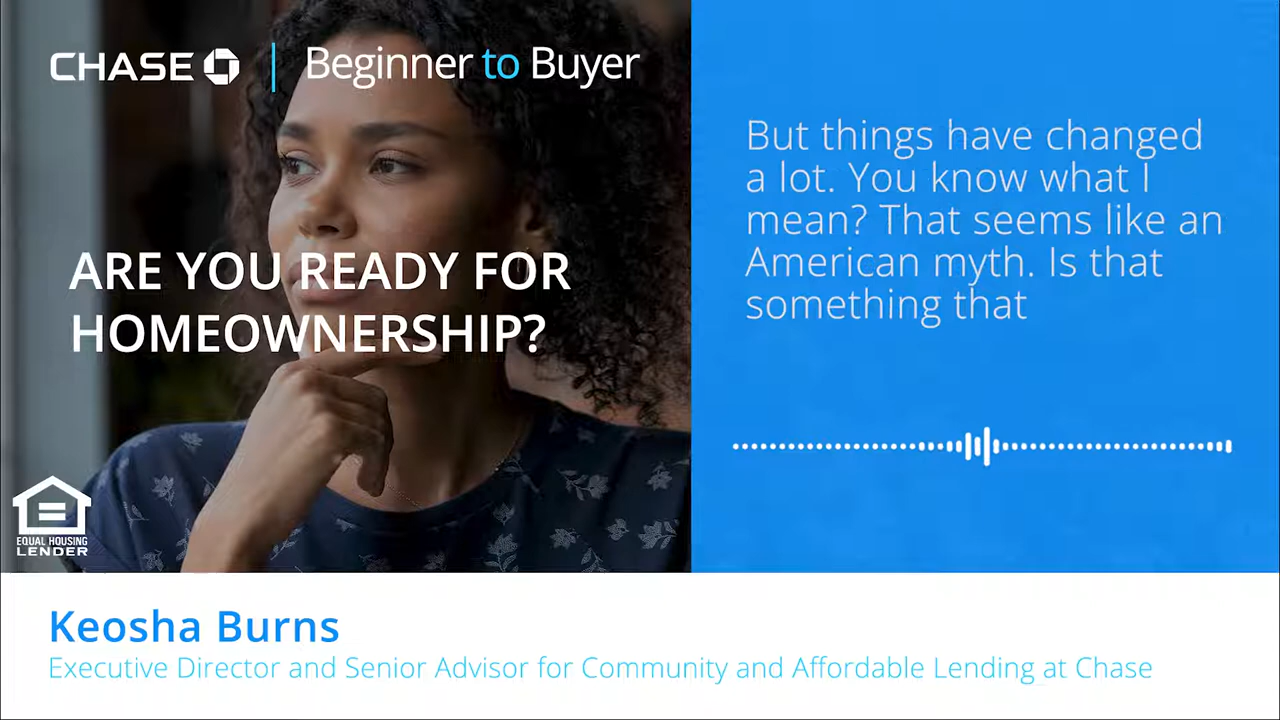 CHASE
Beginner to Buyer
ARE YOU READY FOR
HOMEOWNERSHIP?
EQUAL HOUSING
LENDER
But things have changed
a lot. You know what I
mean? That seems like an
American myth. Is that
something that
Keosha Burns
Executive Director and Senior Advisor for Community and Affordable Lending at Chase